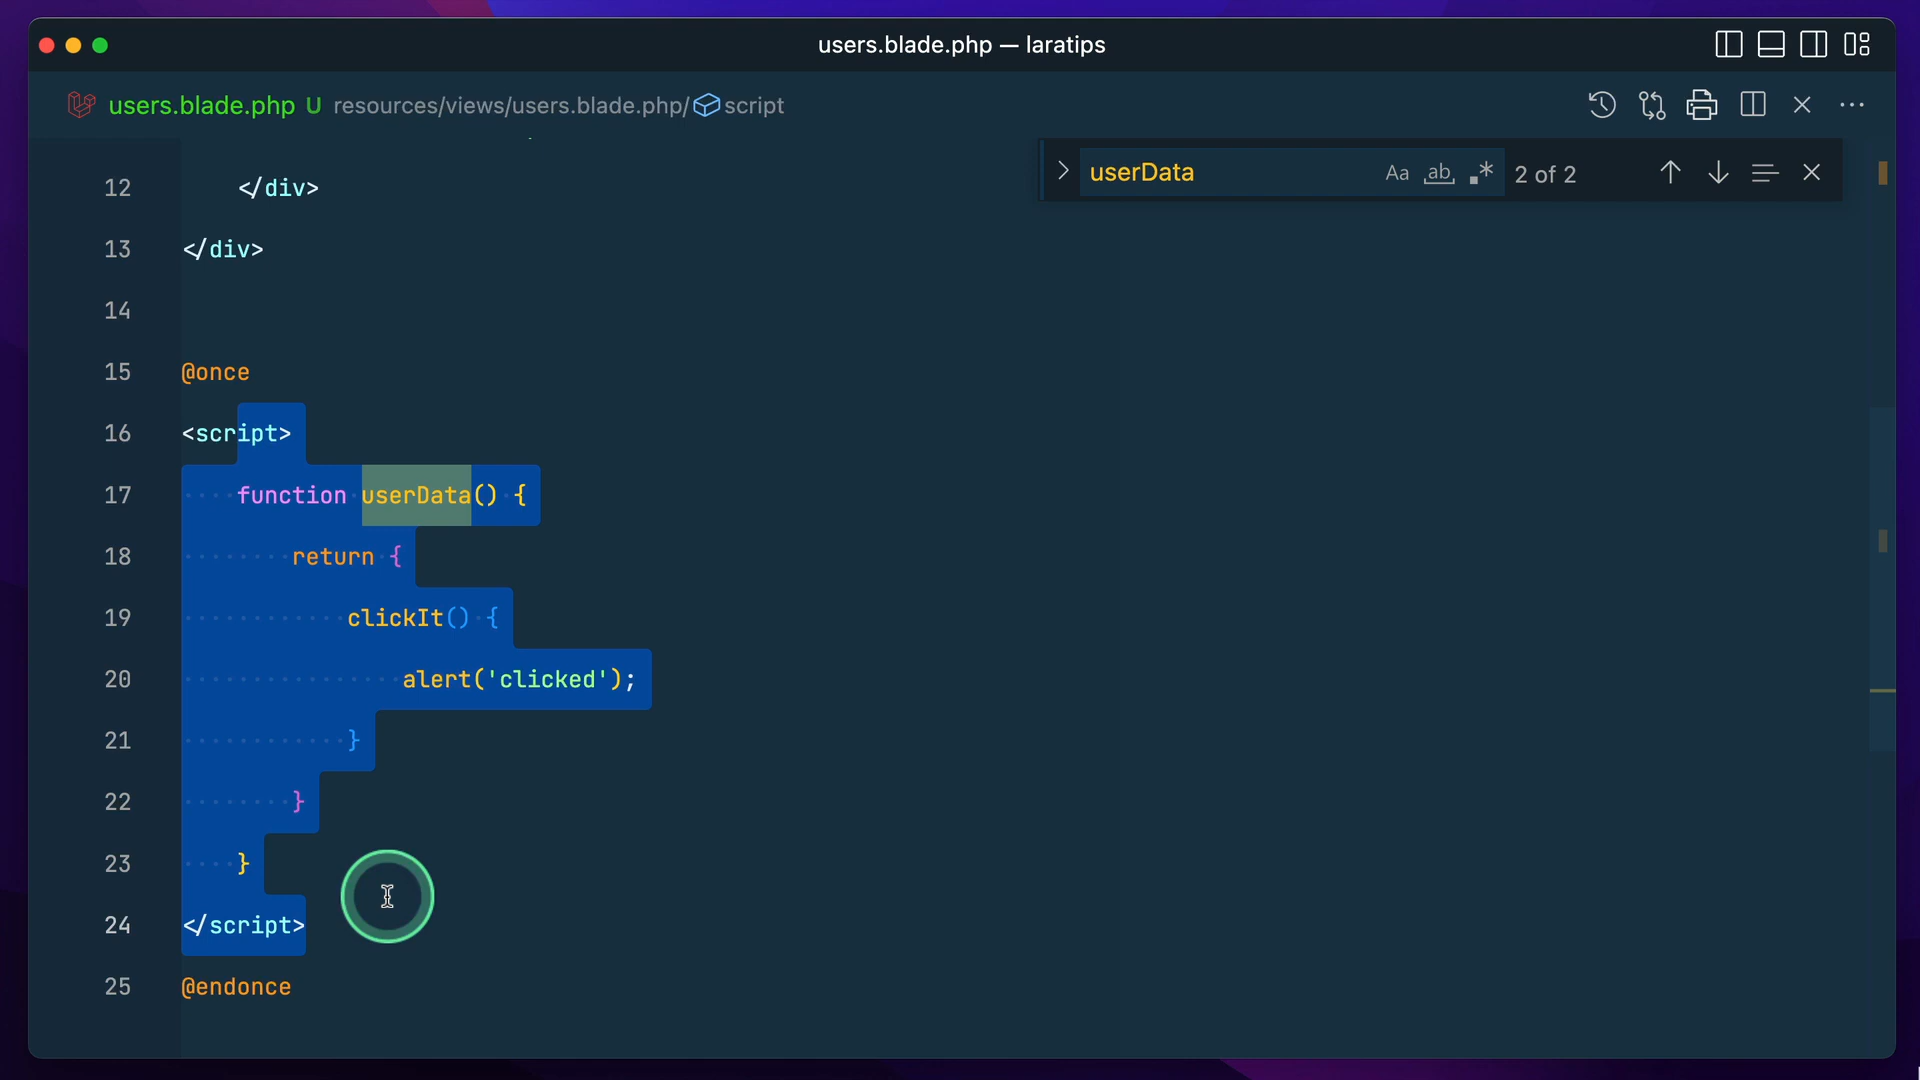 users.blade.php — laratips
users.blade.php U resources/views/users.blade.php/script
userData Aa ab .* 2 of 2
12 </div>
13 </div>
14
15 @once
16 <script>
17 function userData() {
18 return {
19 clickIt() {
20 alert('clicked');
21 }
22 }
23 }
24 </script>
25 @endonce